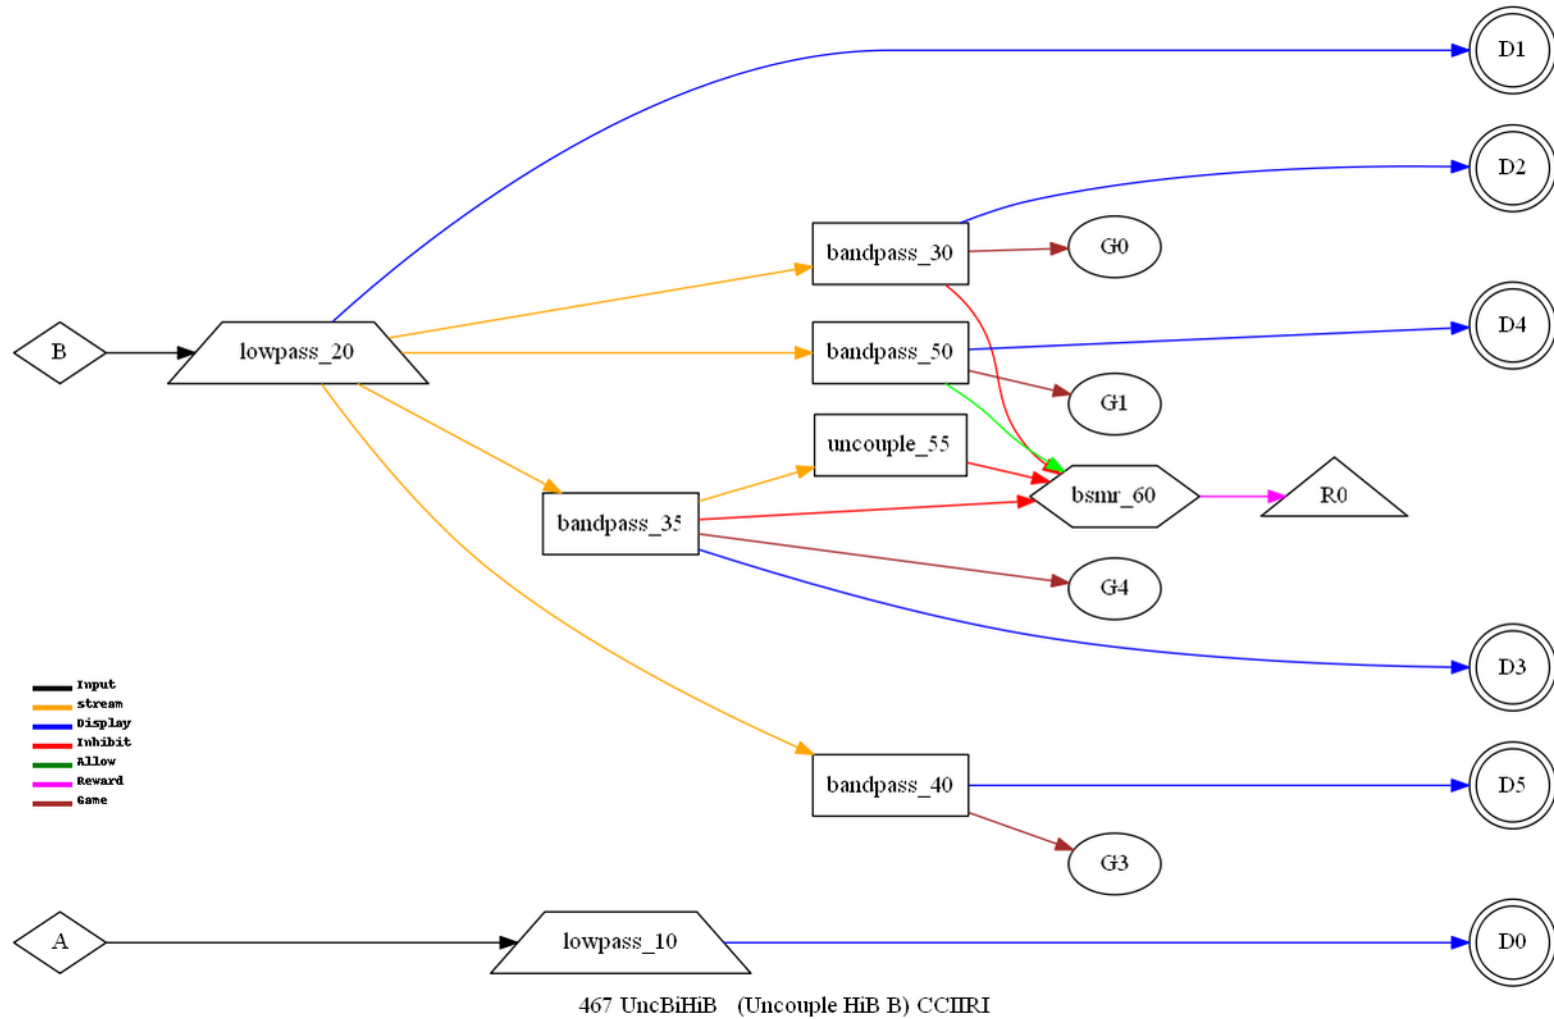 D1
D2
bandpass_30
G0
D4
B
lowpass_20
bandpass_50
G1
uncouple_55
bsmr_60
R0
bandpass_35
G4
D3
Input
stream
Display
Inhibit
Allow
Reward
Game
bandpass_40
D5
G3
A
lowpass_10
D0
467 UncBiHiB (Uncouple HiB B) CCIIRI